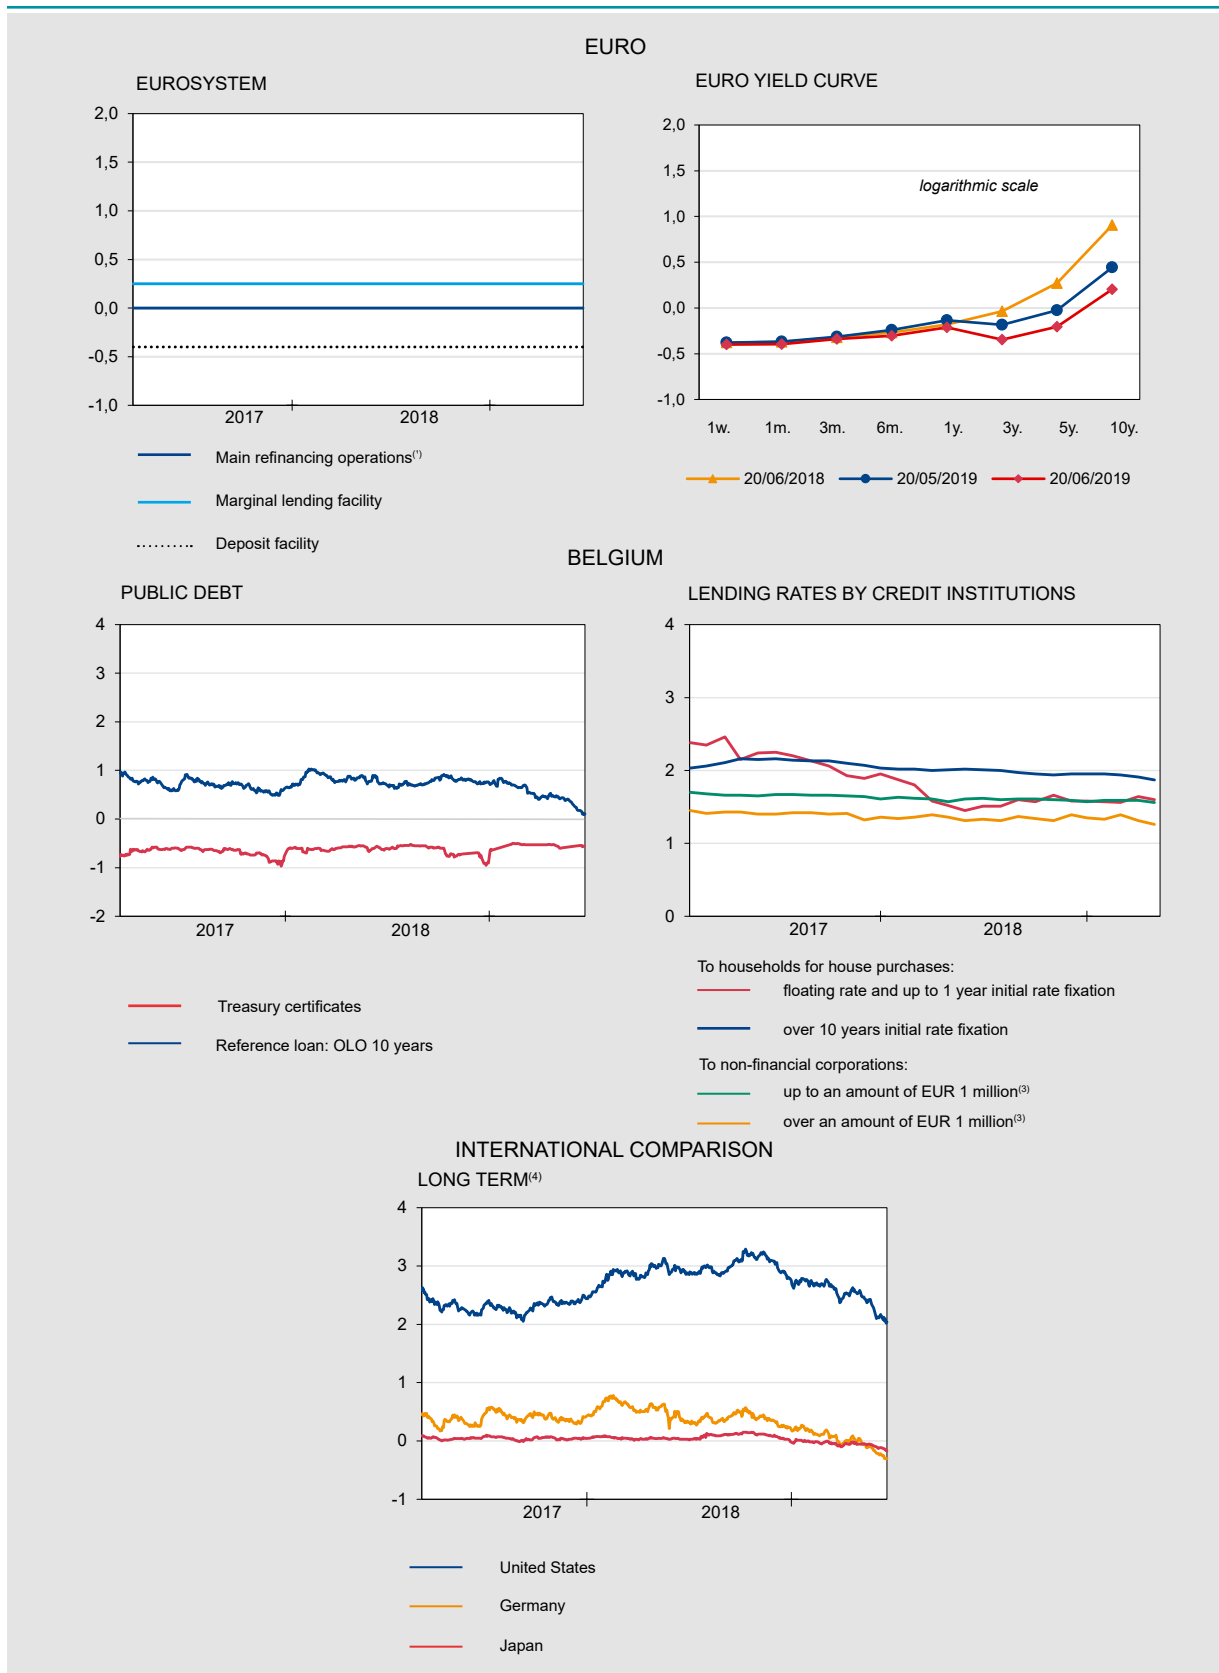 EURO
EUROSYSTEM
2,0
1,5
1,0
0,5
0,0
-0,5
-1,0
2017 2018
Main refinancing operations(¹)
Marginal lending facility
Deposit facility
EURO YIELD CURVE
2,0
1,5
1,0
0,5
0,0
-0,5
-1,0
logarithmic scale
1w. 1m. 3m. 6m. 1y. 3y. 5y. 10y.
20/06/2018 20/05/2019 20/06/2019
BELGIUM
PUBLIC DEBT
4
3
2
1
0
-1
-2
2017 2018
Treasury certificates
Reference loan: OLO 10 years
LENDING RATES BY CREDIT INSTITUTIONS
4
3
2
1
0
2017 2018
To households for house purchases:
floating rate and up to 1 year initial rate fixation
over 10 years initial rate fixation
To non-financial corporations:
up to an amount of EUR 1 million(3)
over an amount of EUR 1 million(3)
INTERNATIONAL COMPARISON
LONG TERM(4)
4
3
2
1
0
-1
2017 2018
United States
Germany
Japan